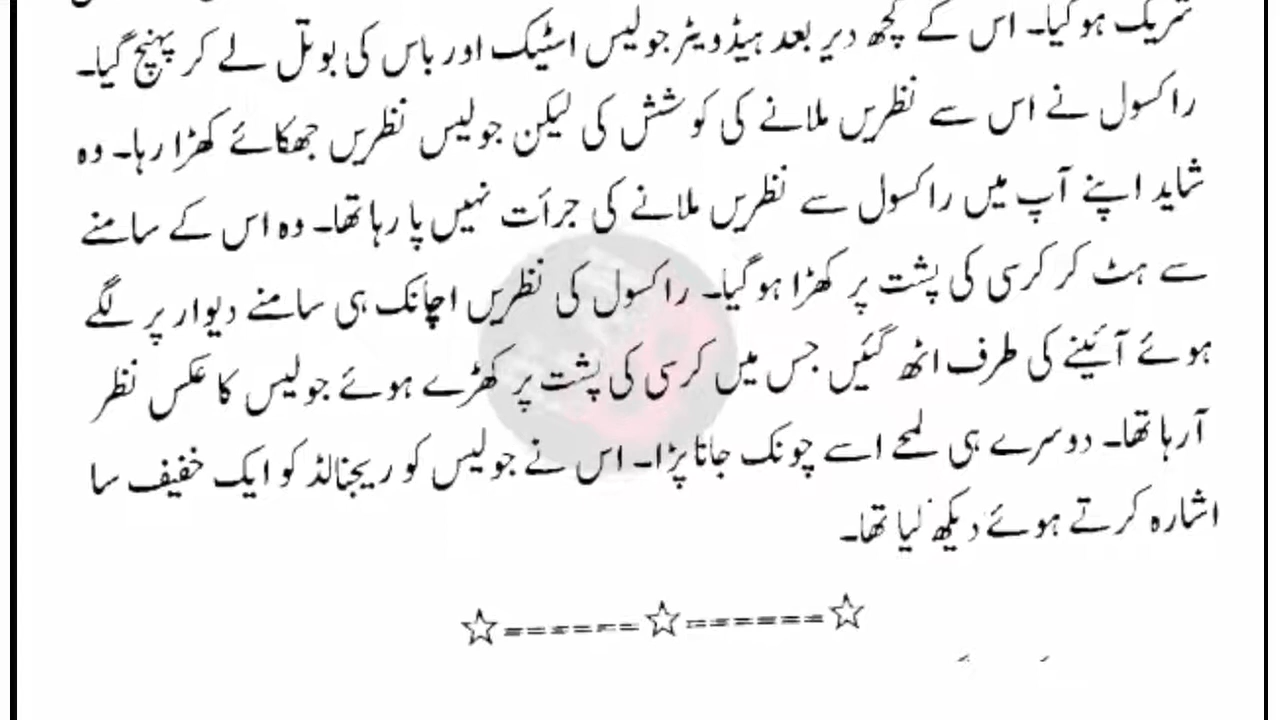 شریک ہوگیا۔ اس کے کچھ دیر بعد ہیڈ ویٹر جولیس اسٹیک اور باس کی بوتل لے کر پہنچ گیا۔
راکسول نے اس سے نظریں ملانے کی کوشش کی لیکن جولیس نظریں جھکائے کھڑا رہا۔ وہ
شاید اپنے آپ میں راکسول سے نظریں ملانے کی جرأت نہیں پا رہا تھا۔ وہ اس کے سامنے
سے ہٹ کر کرسی کی پشت پر کھڑا ہوگیا۔ راکسول کی نظریں اچانک ہی سامنے دیوار پر لگے
ہوئے آئینے کی طرف اٹھ گئیں جس میں کرسی کی پشت پر کھڑے ہوئے جولیس کا عکس نظر
آرہا تھا۔ دوسرے ہی لمحے اسے چونک جانا پڑا۔ اس نے جولیس کو ریجنالڈ کو ایک خفیف سا
اشارہ کرتے ہوئے دیکھ لیا تھا۔
☆======☆======☆